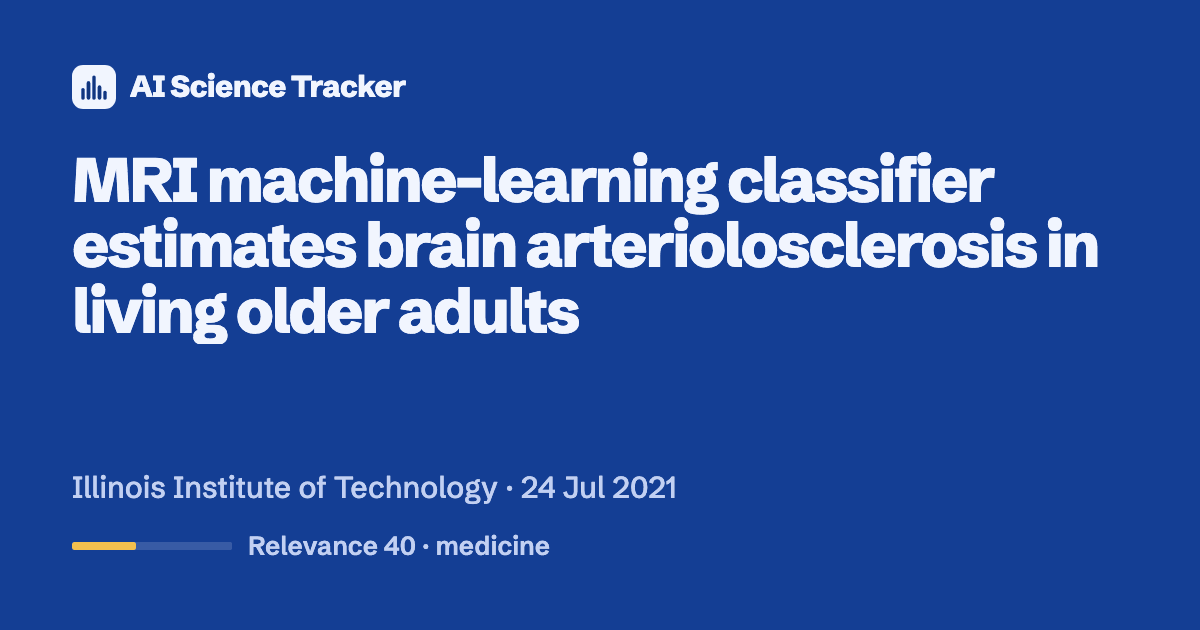 AI Science Tracker
MRI machine-learning classifier
estimates brain arteriolosclerosis in
living older adults
Illinois Institute of Technology · 24 Jul 2021
Relevance 40 · medicine